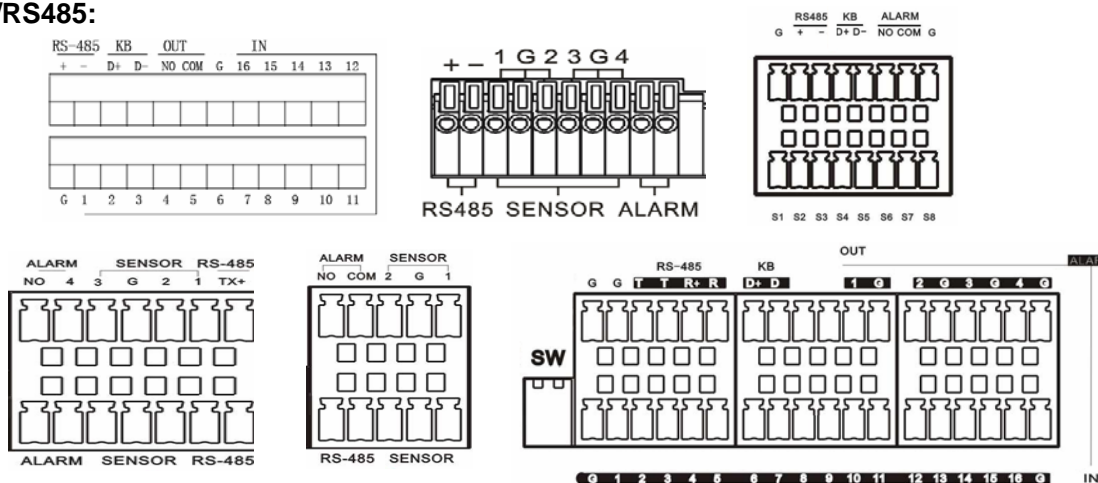 /RS485:
RS-485 KB OUT IN
+ - D+ D- NO COM G 16 15 14 13 12
G 1 2 3 4 5 6 7 8 9 10 11
+ - 1 G 2 3 G 4
RS485 SENSOR ALARM
RS485 KB ALARM
G + - D+ D- NO COM G
S1 S2 S3 S4 S5 S6 S7 S8
ALARM SENSOR RS-485
NO 4 3 G 2 1 TX+
ALARM SENSOR RS-485
ALARM SENSOR
NO COM 2 G 1
RS-485 SENSOR
OUT
RS-485 KB
G G T T R+ R D+ D 1 G 2 G 3 G 4 G
SW
G 1 2 3 4 5 6 7 8 9 10 11 12 13 14 15 16 G
IN